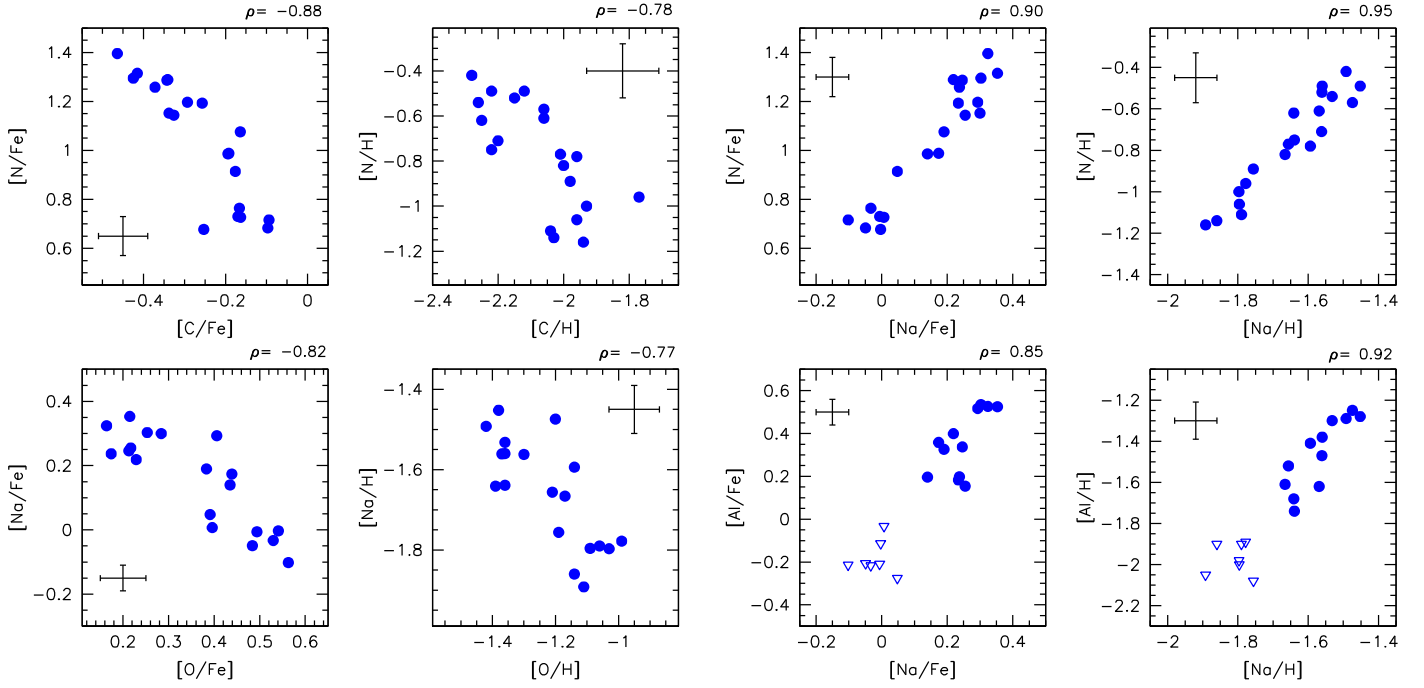 ρ= −0.88
1.4
1.2
1
0.8
0.6
[N/Fe]
−0.4 −0.2 0
[C/Fe]
ρ= −0.78
−0.4
−0.6
−0.8
−1
−1.2
[N/H]
−2.4 −2.2 −2 −1.8
[C/H]
ρ= 0.90
1.4
1.2
1
0.8
0.6
[N/Fe]
−0.2 0 0.2 0.4
[Na/Fe]
ρ= 0.95
−0.4
−0.6
−0.8
−1
−1.2
−1.4
[N/H]
−2 −1.8 −1.6 −1.4
[Na/H]
ρ= −0.82
0.4
0.2
0
−0.2
[Na/Fe]
0.2 0.3 0.4 0.5 0.6
[O/Fe]
ρ= −0.77
−1.4
−1.6
−1.8
[Na/H]
−1.4 −1.2 −1
[O/H]
ρ= 0.85
0.6
0.4
0.2
0
−0.2
−0.4
[Al/Fe]
−0.2 0 0.2 0.4
[Na/Fe]
ρ= 0.92
−1.2
−1.4
−1.6
−1.8
−2
−2.2
[Al/H]
−2 −1.8 −1.6 −1.4
[Na/H]